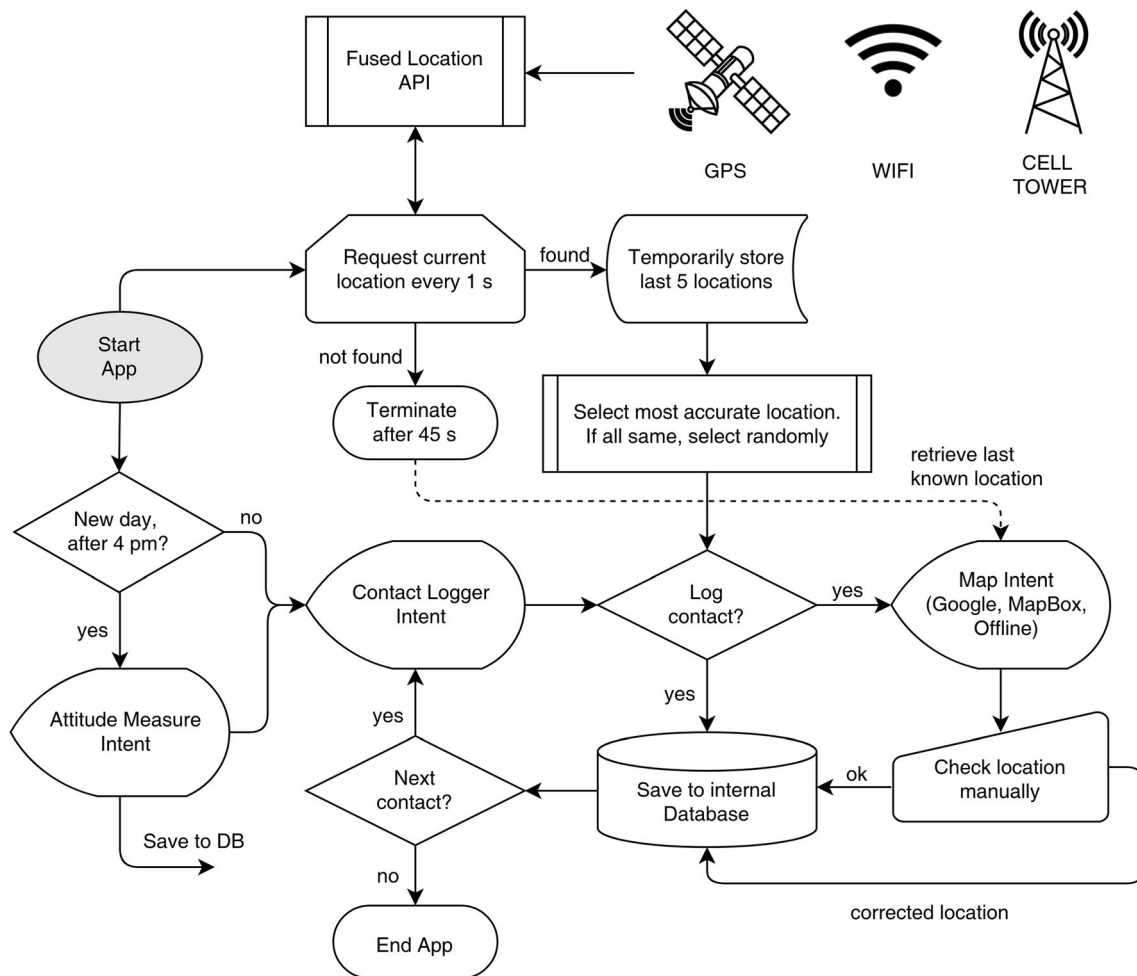 Fused Location
API
GPS
WIFI
CELL
TOWER
Request current
location every 1 s
found
Temporarily store
last 5 locations
Start
App
not found
Terminate
after 45 s
Select most accurate location.
If all same, select randomly
retrieve last
known location
New day,
after 4 pm?
no
yes
Contact Logger
Intent
Log
contact?
yes
Map Intent
(Google, MapBox,
Offline)
yes
Attitude Measure
Intent
yes
Next
contact?
Save to internal
Database
ok
Check location
manually
Save to DB
no
corrected location
End App